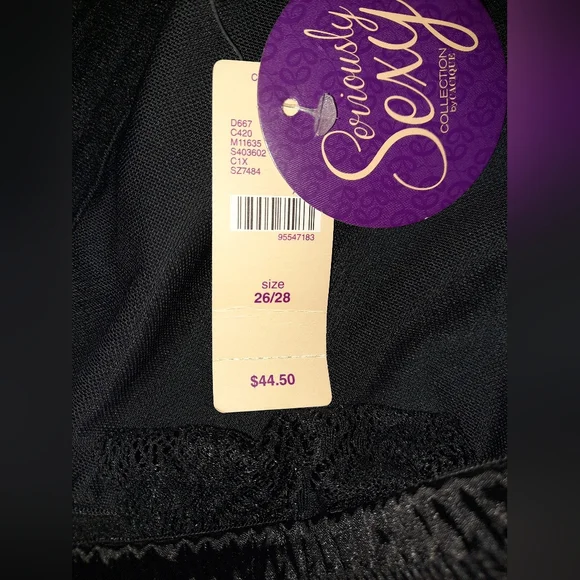 Seriously
Sexy
COLLECTION
by CACIQUE
D667
C420
M11635
S403602
C1X
SZ7484
95547183
size
26/28
$44.50